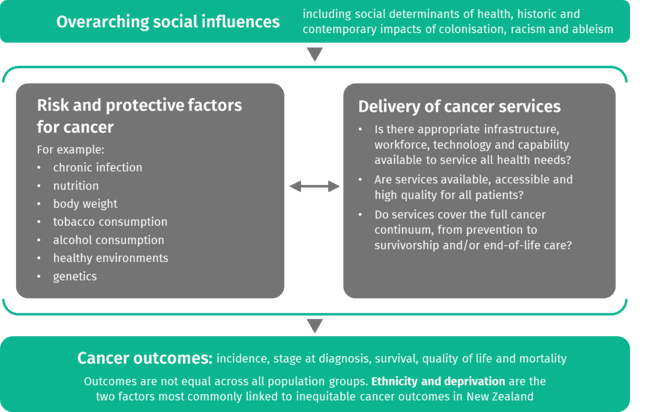 Overarching social influences
including social determinants of health, historic and
contemporary impacts of colonisation, racism and ableism
Risk and protective factors
for cancer
For example:
• chronic infection
• nutrition
• body weight
• tobacco consumption
• alcohol consumption
• healthy environments
• genetics
Delivery of cancer services
• Is there appropriate infrastructure,
workforce, technology and capability
available to service all health needs?
• Are services available, accessible and
high quality for all patients?
• Do services cover the full cancer
continuum, from prevention to
survivorship and/or end-of-life care?
Cancer outcomes: incidence, stage at diagnosis, survival, quality of life and mortality
Outcomes are not equal across all population groups. Ethnicity and deprivation are the
two factors most commonly linked to inequitable cancer outcomes in New Zealand